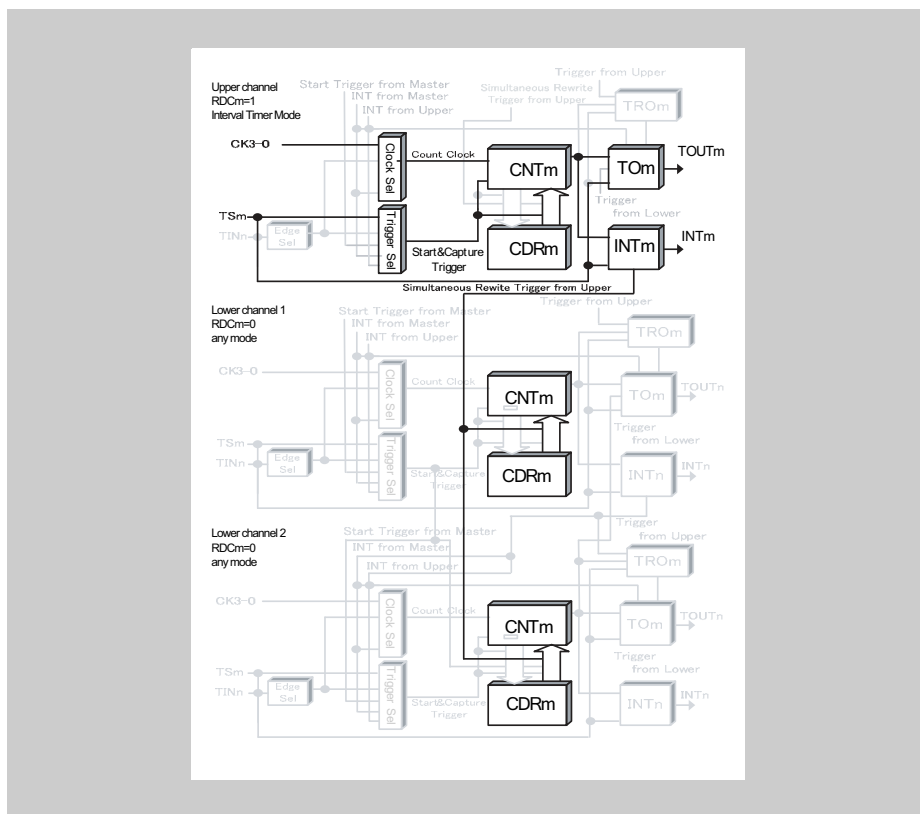 Upper channel
RDCm=1
Interval Timer Mode
Start Trigger from Master
INT from Master
INT from Upper
Simultaneous Rewrite
Trigger from Upper
Trigger from Upper
TROm
CK3-0
Clock Sel
Count Clock
CNTm
TOm
TOUTm
Trigger
from Lower
TSm
TINn
Edge
Sel
Trigger Sel
Start&Capture
Trigger
CDRm
INTm
INTm
Simultaneous Rewite Trigger from Upper
Lower channel 1
RDCm=0
any mode
Start Trigger from Master
INT from Master
INT from Upper
Trigger from Upper
TROm
CK3-0
Clock Sel
Count Clock
CNTm
TOm
TOUTn
Trigger
from Lower
TSm
TINn
Edge
Sel
Trigger Sel
Start&Capture
Trigger
CDRm
INTn
INTn
Lower channel 2
RDCm=0
any mode
Start Trigger from Master
INT from Master
INT from Upper
Trigger
from Upper
TROm
CK3-0
Clock Sel
Count Clock
CNTm
TOm
TOUTn
Trigger
from Lower
TSm
TINn
Edge
Sel
Trigger Sel
Start&Capture
Trigger
CDRm
INTn
INTn